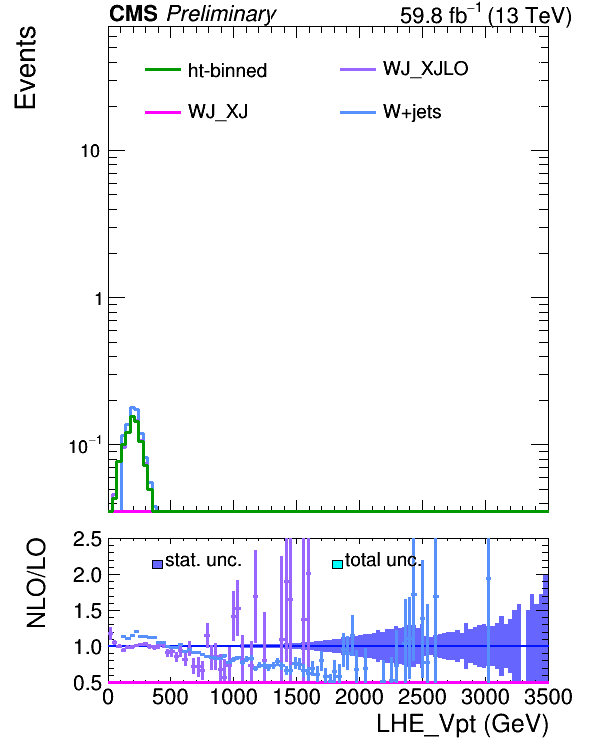 CMS Preliminary 59.8 fb⁻¹ (13 TeV)
Events
ht-binned WJ_XJLO
WJ_XJ W+jets
10
1
10⁻¹
NLO/LO
stat. unc. total unc.
2.5
2.0
1.5
1.0
0.5
0 500 1000 1500 2000 2500 3000 3500
LHE_Vpt (GeV)